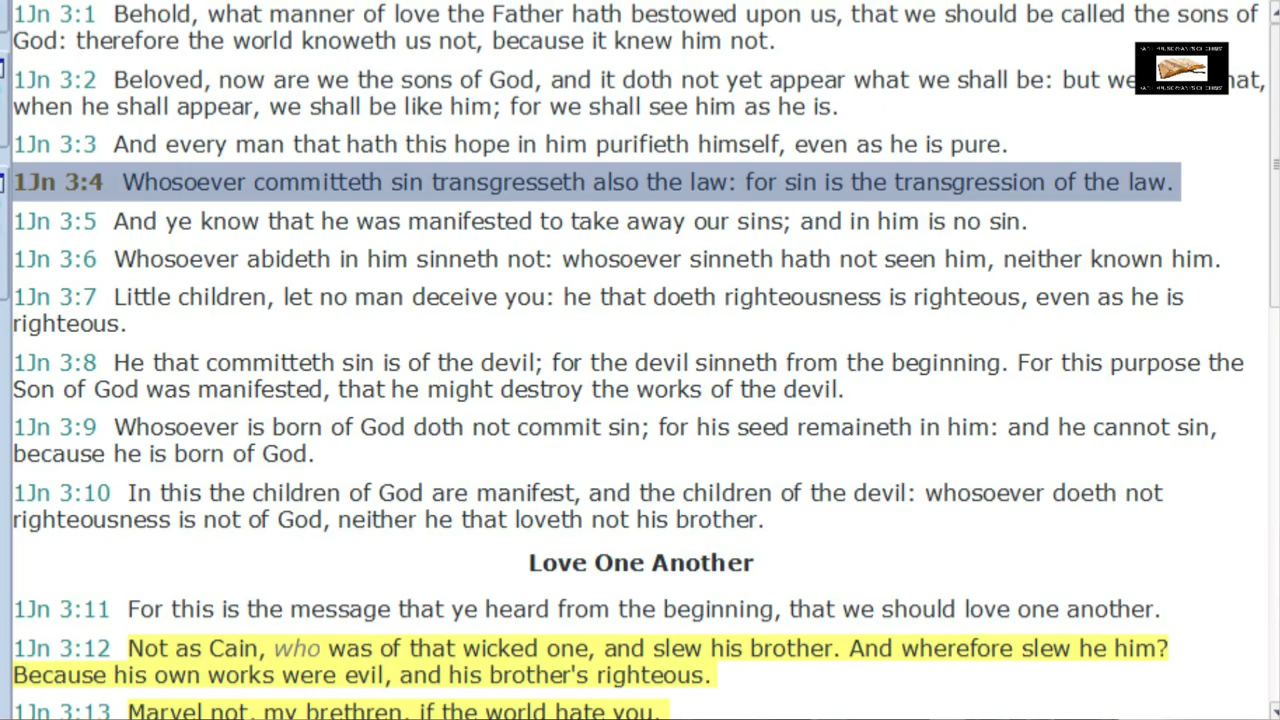 1Jn 3:1 Behold, what manner of love the Father hath bestowed upon us, that we should be called the sons of
God: therefore the world knoweth us not, because it knew him not.
1Jn 3:2 Beloved, now are we the sons of God, and it doth not yet appear what we shall be: but we hat,
when he shall appear, we shall be like him; for we shall see him as he is.
1Jn 3:3 And every man that hath this hope in him purifieth himself, even as he is pure.
1Jn 3:4 Whosoever committeth sin transgresseth also the law: for sin is the transgression of the law.
1Jn 3:5 And ye know that he was manifested to take away our sins; and in him is no sin.
1Jn 3:6 Whosoever abideth in him sinneth not: whosoever sinneth hath not seen him, neither known him.
1Jn 3:7 Little children, let no man deceive you: he that doeth righteousness is righteous, even as he is
righteous.
1Jn 3:8 He that committeth sin is of the devil; for the devil sinneth from the beginning. For this purpose the
Son of God was manifested, that he might destroy the works of the devil.
1Jn 3:9 Whosoever is born of God doth not commit sin; for his seed remaineth in him: and he cannot sin,
because he is born of God.
1Jn 3:10 In this the children of God are manifest, and the children of the devil: whosoever doeth not
righteousness is not of God, neither he that loveth not his brother.
Love One Another
1Jn 3:11 For this is the message that ye heard from the beginning, that we should love one another.
1Jn 3:12 Not as Cain, who was of that wicked one, and slew his brother. And wherefore slew he him?
Because his own works were evil, and his brother's righteous.
1Jn 3:13 Marvel not, my brethren, if the world hate you.